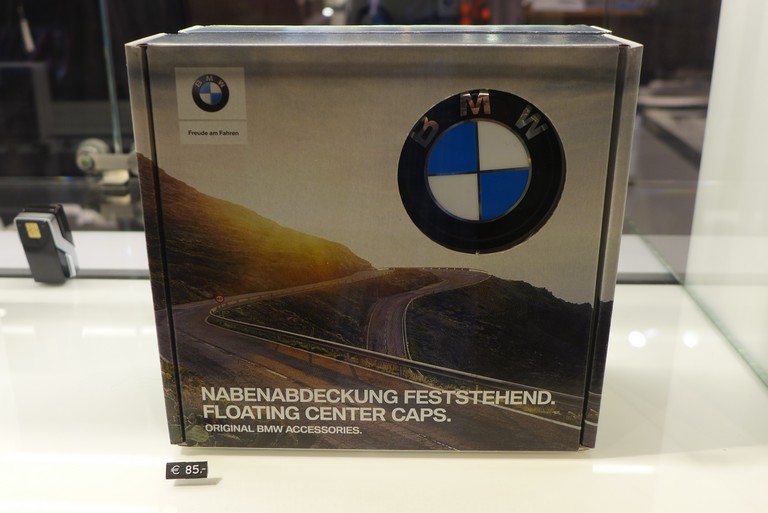 BMW
Freude am Fahren
BMW
NABENABDECKUNG FESTSTEHEND.
FLOATING CENTER CAPS.
ORIGINAL BMW ACCESSORIES.
€ 85,-